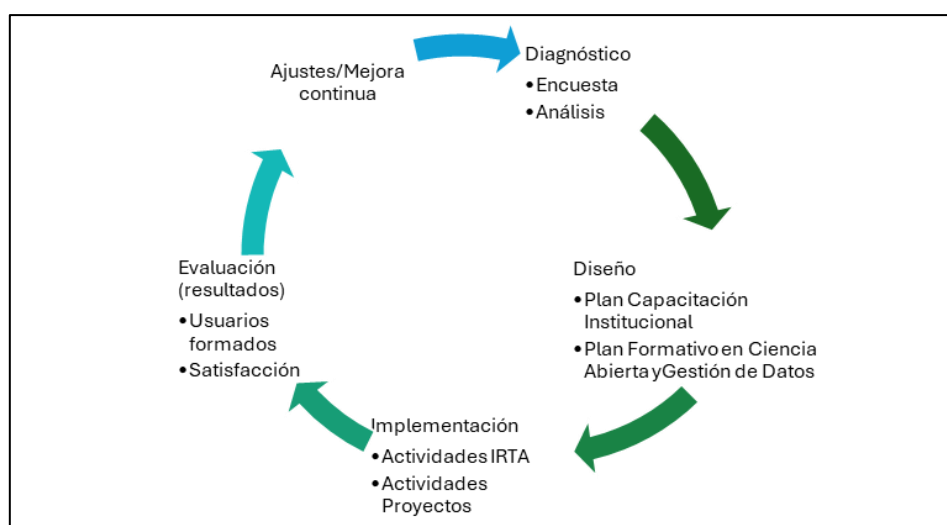 Diagnóstico
•Encuesta
•Análisis
Diseño
•Plan Capacitación
Institucional
•Plan Formativo en Ciencia
Abierta yGestión de Datos
Implementación
•Actividades IRTA
•Actividades
Proyectos
Evaluación
(resultados)
•Usuarios
formados
•Satisfacción
Ajustes/Mejora
continua